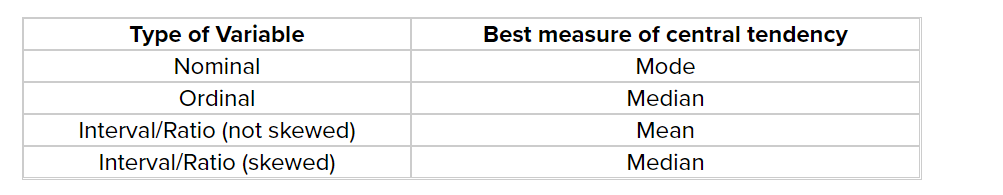 Type of Variable Best measure of central tendency
Nominal Mode
Ordinal Median
Interval/Ratio (not skewed) Mean
Interval/Ratio (skewed) Median